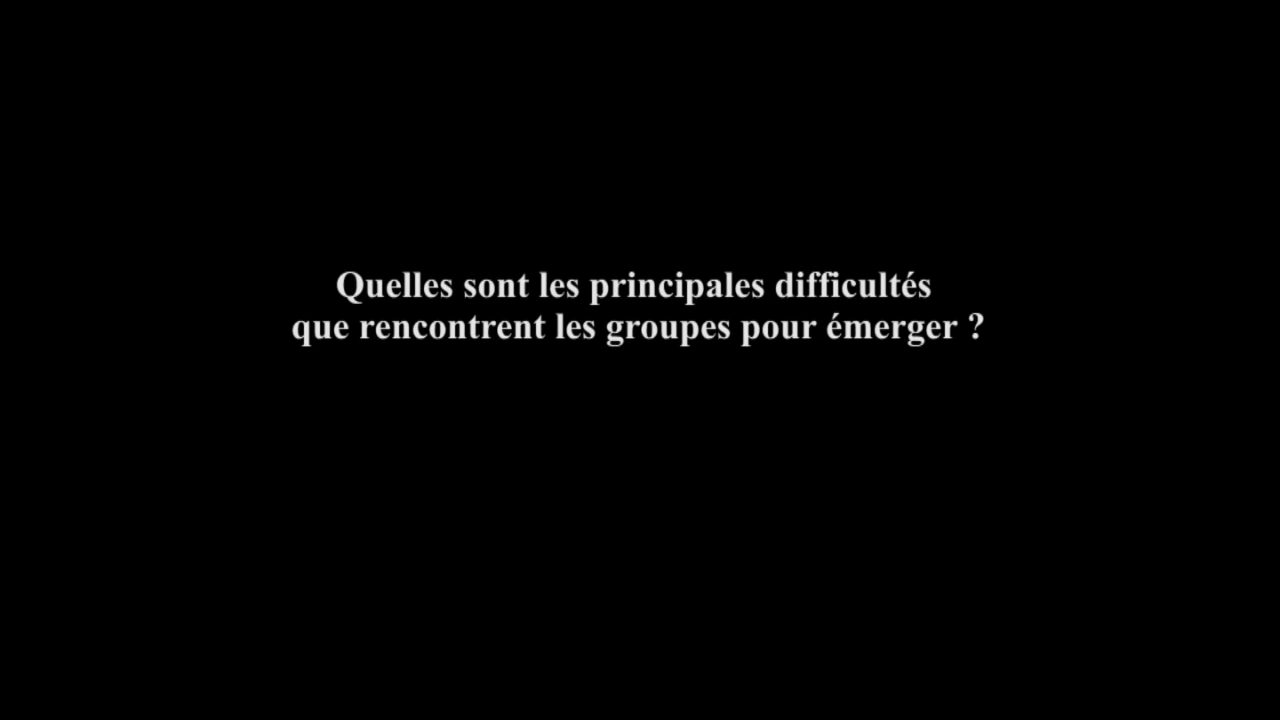 Quelles sont les principales difficultés
que rencontrent les groupes pour émerger ?